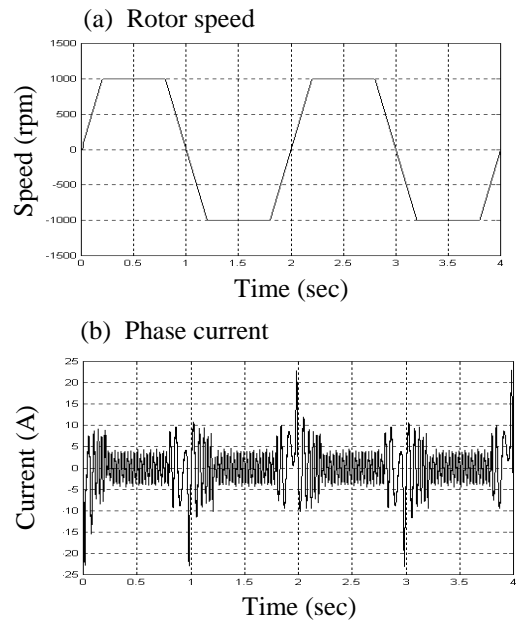 (a) Rotor speed
1500
1000
500
0
-500
-1000
-1500
Speed (rpm)
0 0.5 1 1.5 2 2.5 3 3.5 4
Time (sec)
(b) Phase current
25
20
15
10
5
0
-5
-10
-15
-20
-25
Current (A)
0 0.5 1 1.5 2 2.5 3 3.5 4
Time (sec)